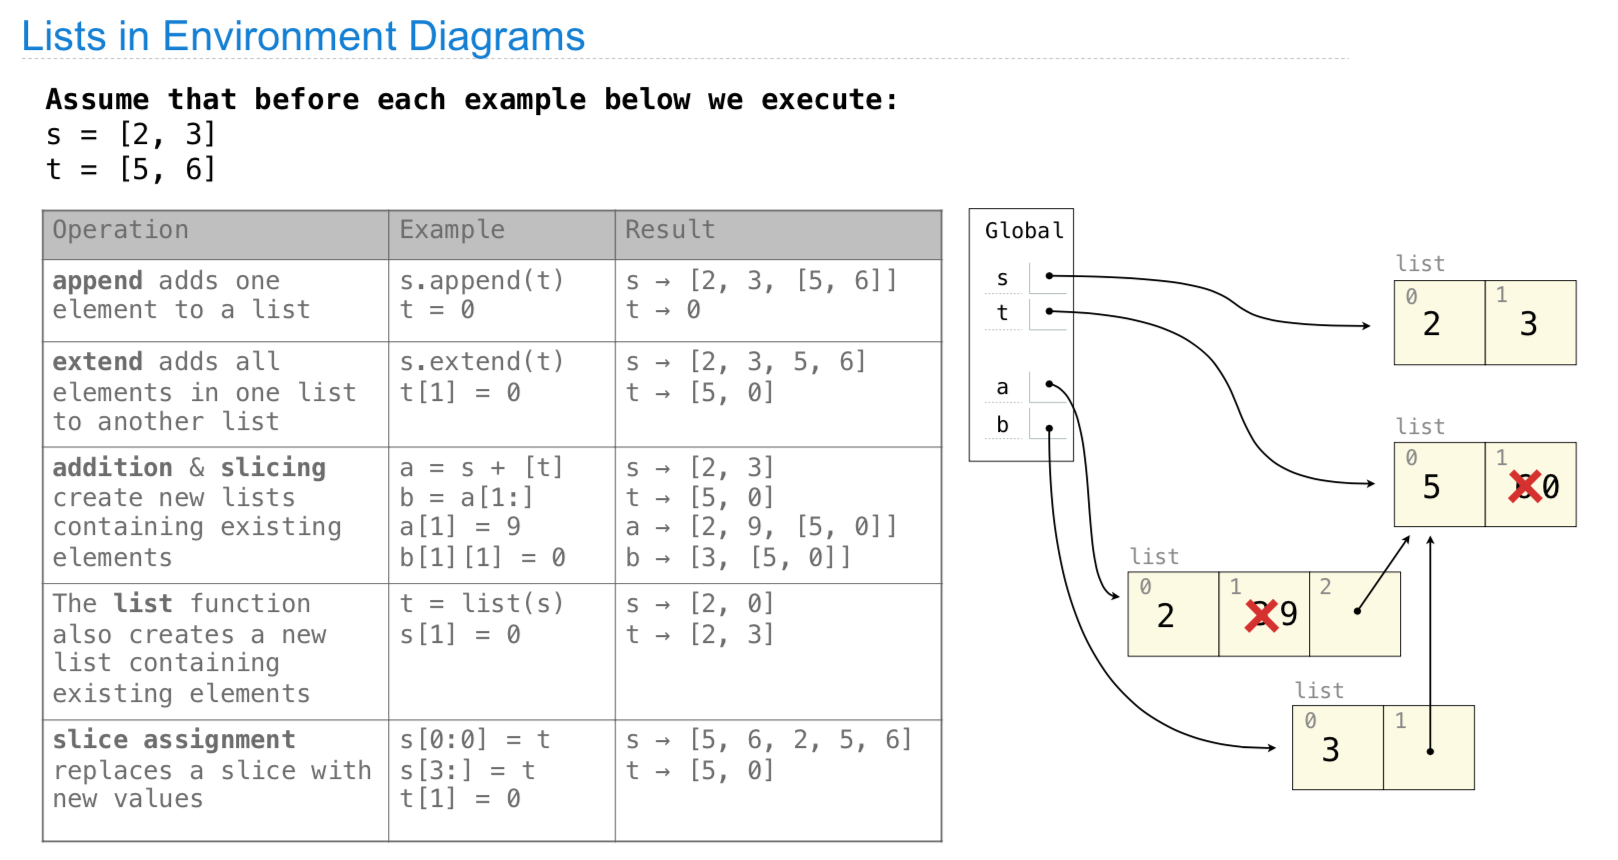 Lists in Environment Diagrams
Assume that before each example below we execute:
s = [2, 3]
t = [5, 6]
Operation
Example
Result
append adds one
element to a list
s.append(t)
t = 0
s → [2, 3, [5, 6]]
t → 0
extend adds all
elements in one list
to another list
s.extend(t)
t[1] = 0
s → [2, 3, 5, 6]
t → [5, 0]
addition & slicing
create new lists
containing existing
elements
a = s + [t]
b = a[1:]
a[1] = 9
b[1][1] = 0
s → [2, 3]
t → [5, 0]
a → [2, 9, [5, 0]]
b → [3, [5, 0]]
The list function
also creates a new
list containing
existing elements
t = list(s)
s[1] = 0
s → [2, 0]
t → [2, 3]
slice assignment
replaces a slice with
new values
s[0:0] = t
s[3:] = t
t[1] = 0
s → [5, 6, 2, 5, 6]
t → [5, 0]
Global
s
t
a
b
list
0 1
2 3
list
0 1
5 0
list
0 1 2
2 9
list
0 1
3